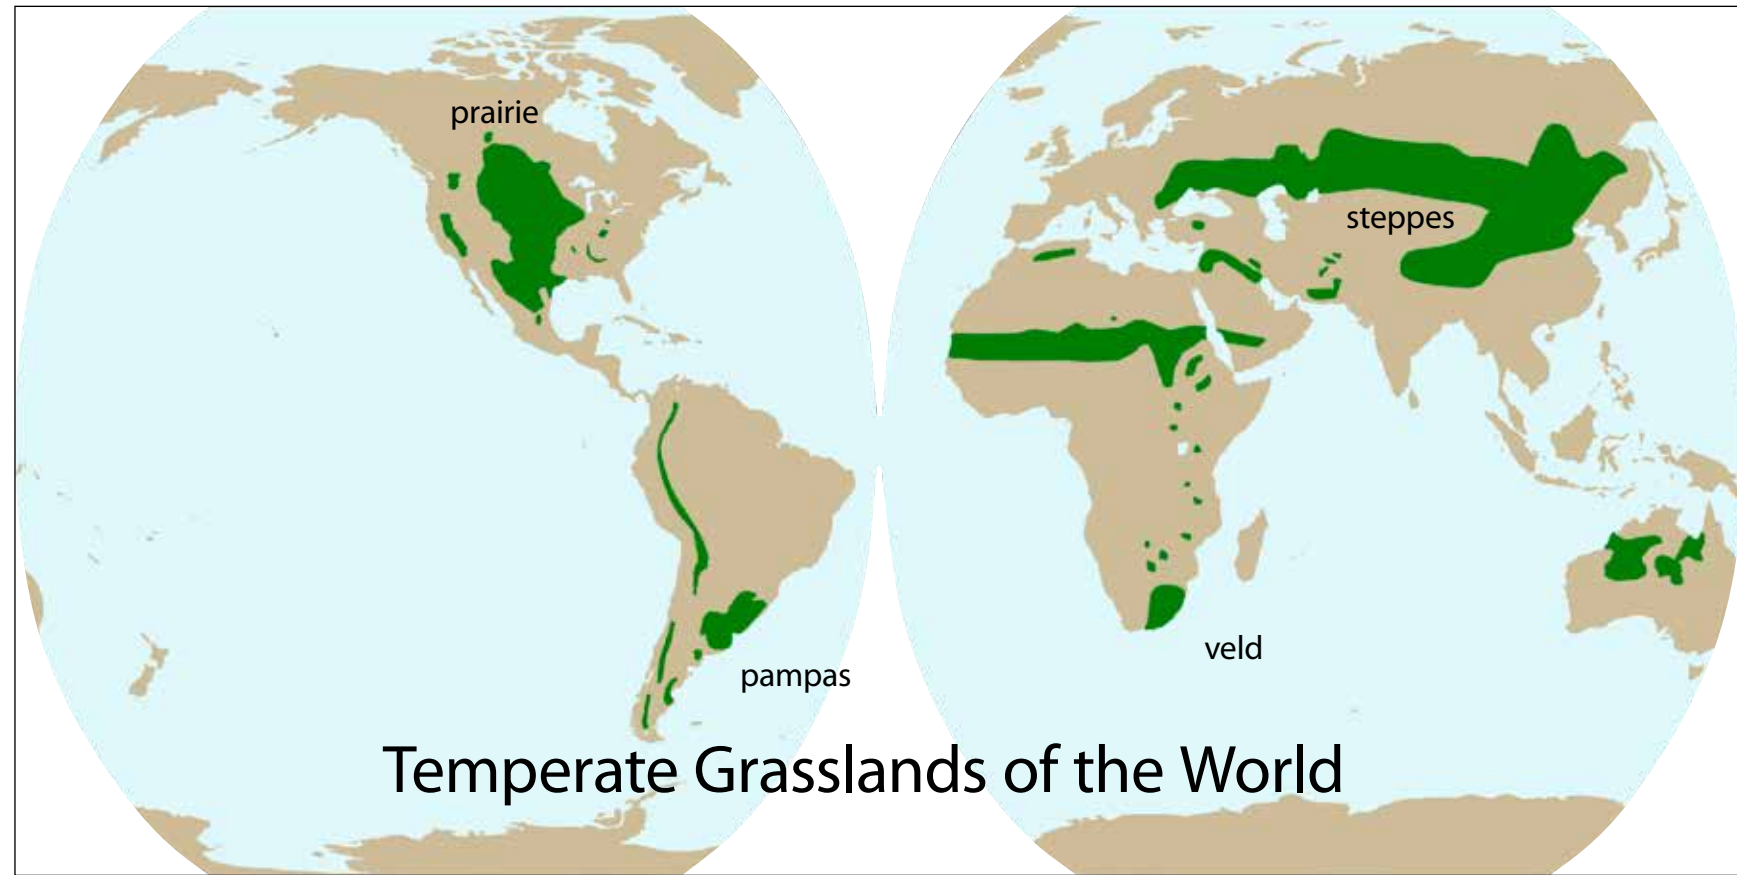 prairie
steppes
veld
pampas
Temperate Grasslands of the World